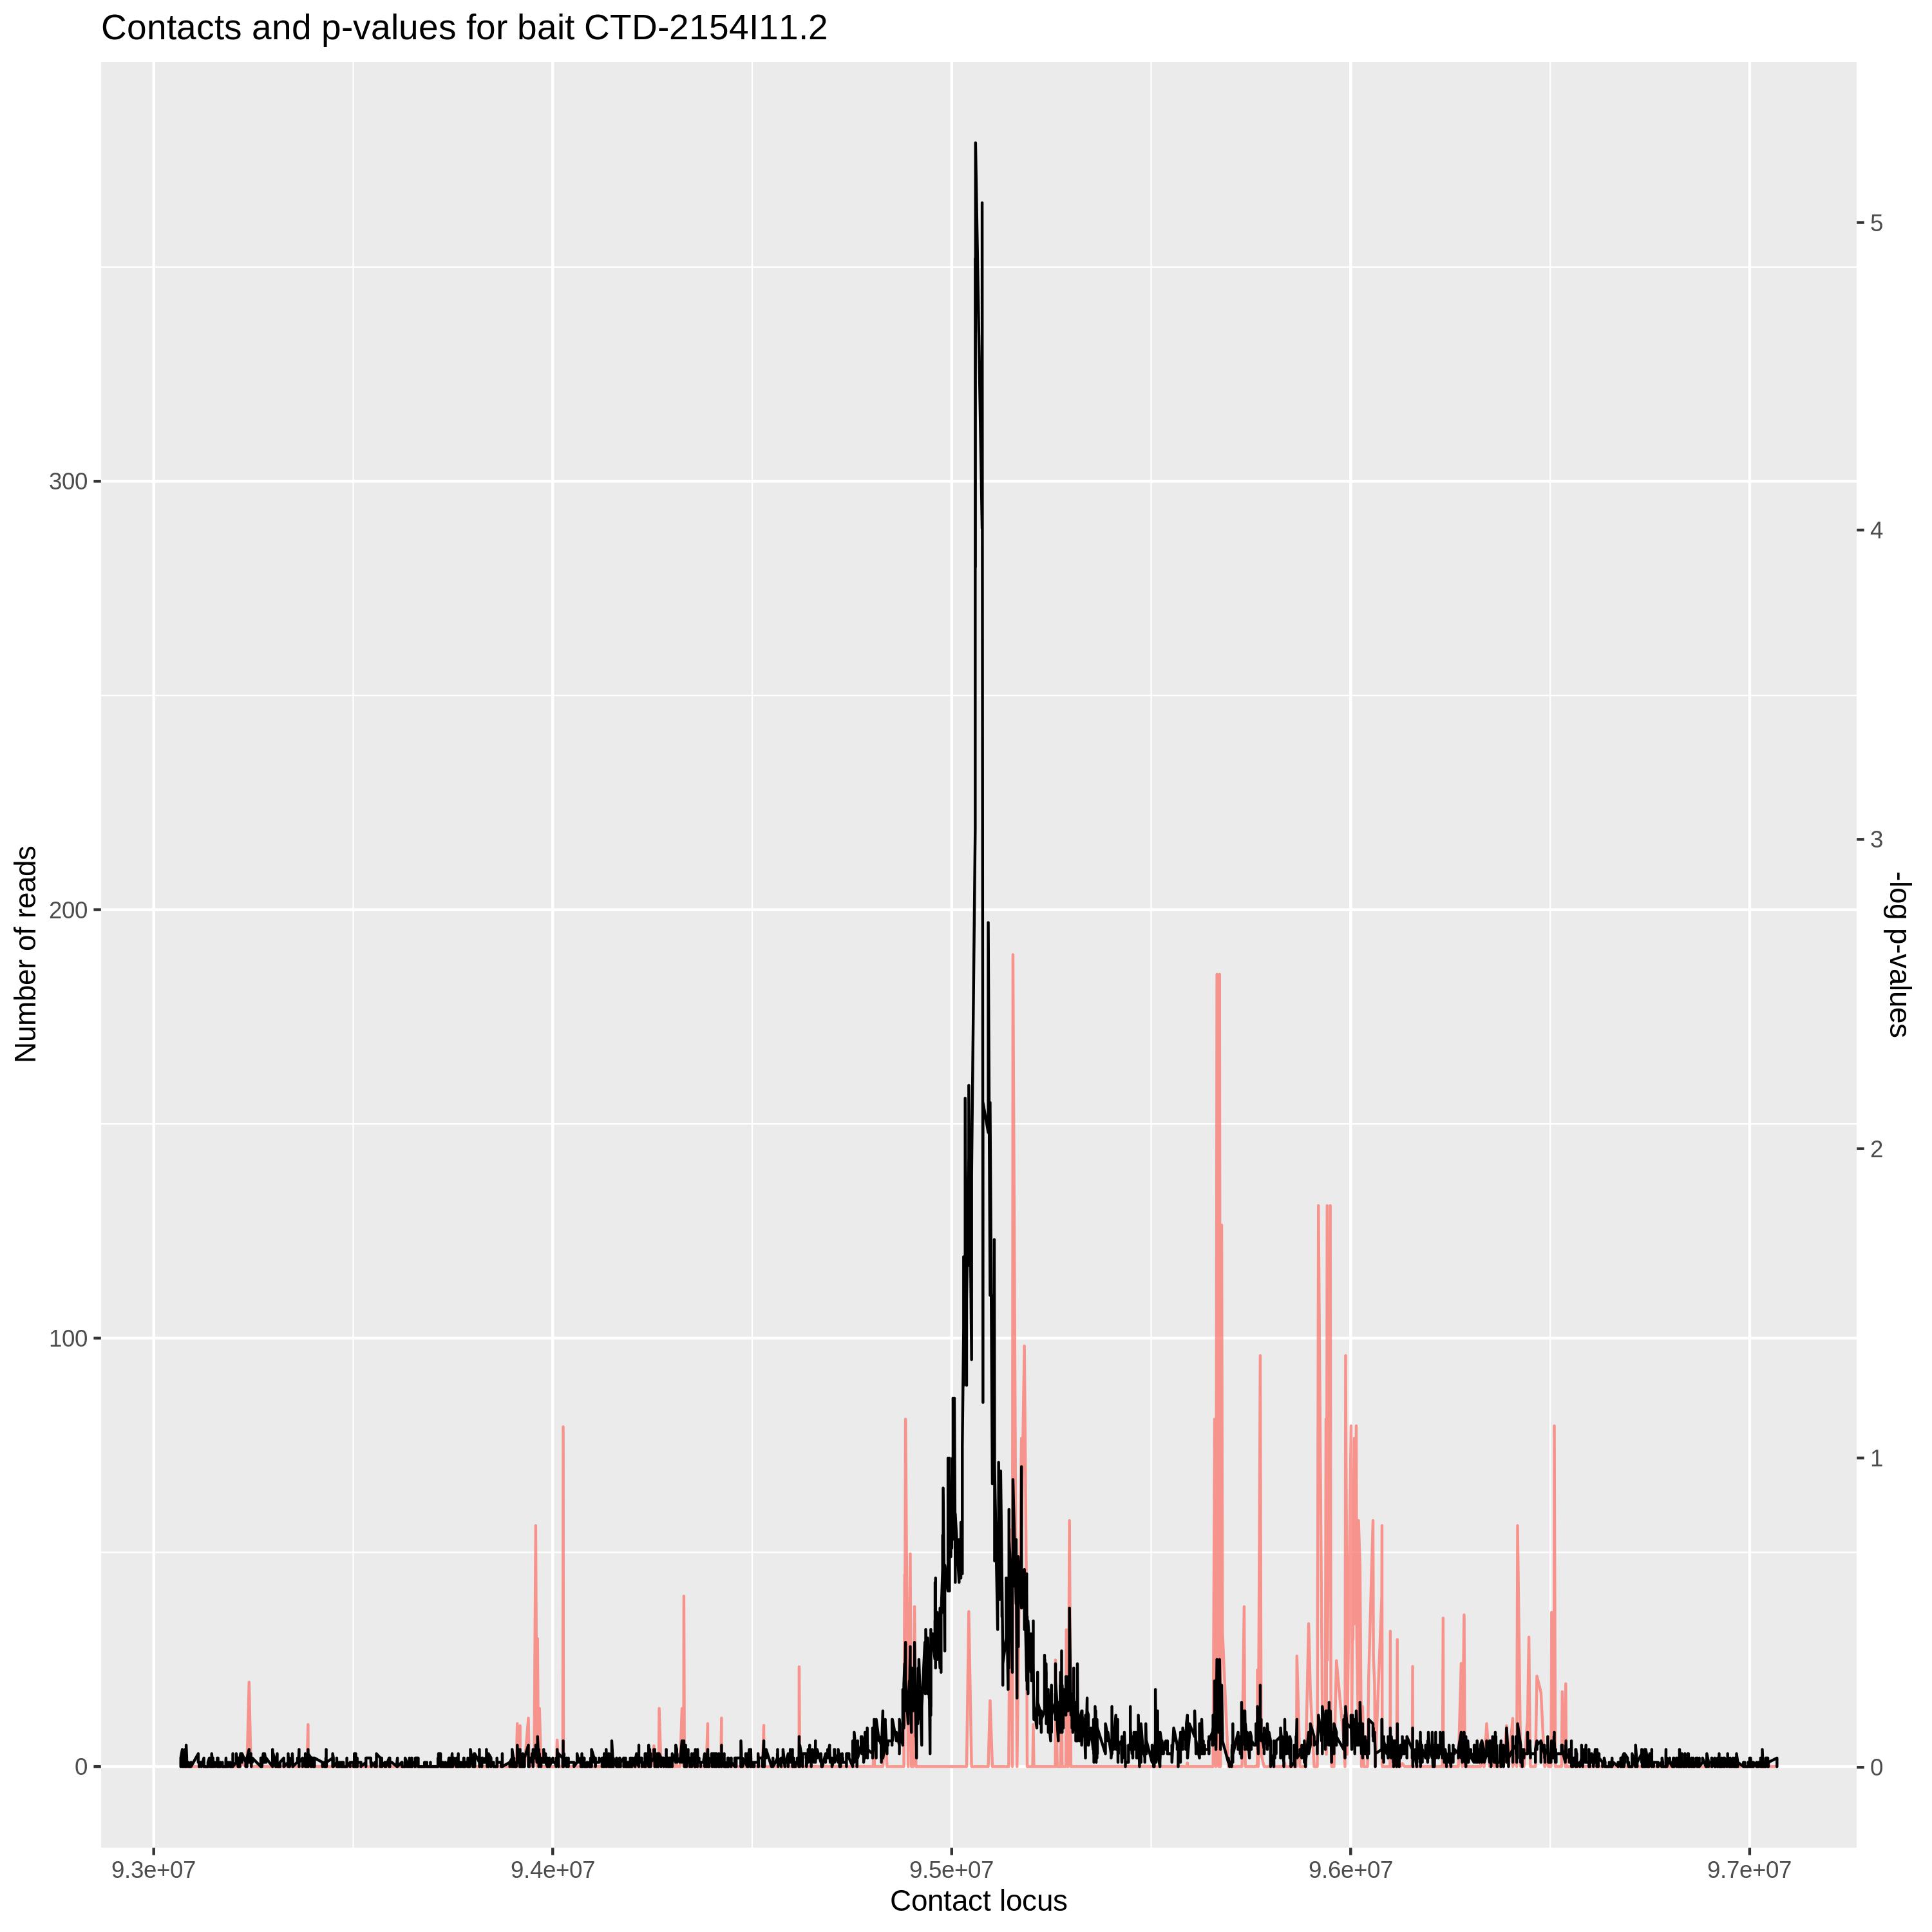 Contacts and p-values for bait CTD-2154I11.2
Number of reads
300
200
100
0
5
4
3
2
1
0
-log p-values
9.3e+07
9.4e+07
9.5e+07
9.6e+07
9.7e+07
Contact locus